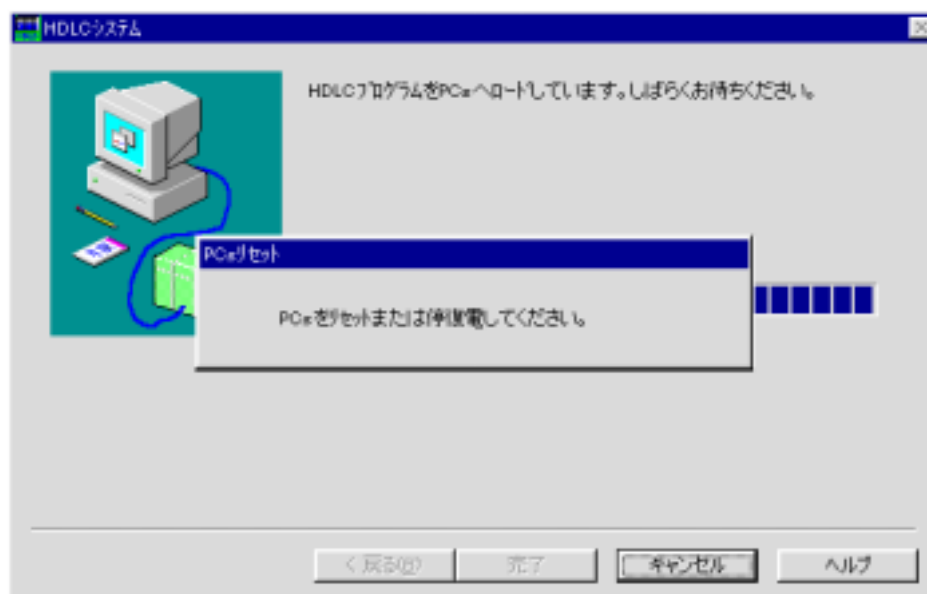 HDLCシステム
HDLCプログラムをPCsへロードしています。しばらくお待ちください。
PCsリセット
PCsをリセットまたは停復電してください。
< 戻る(B)
完了
キャンセル
ヘルプ